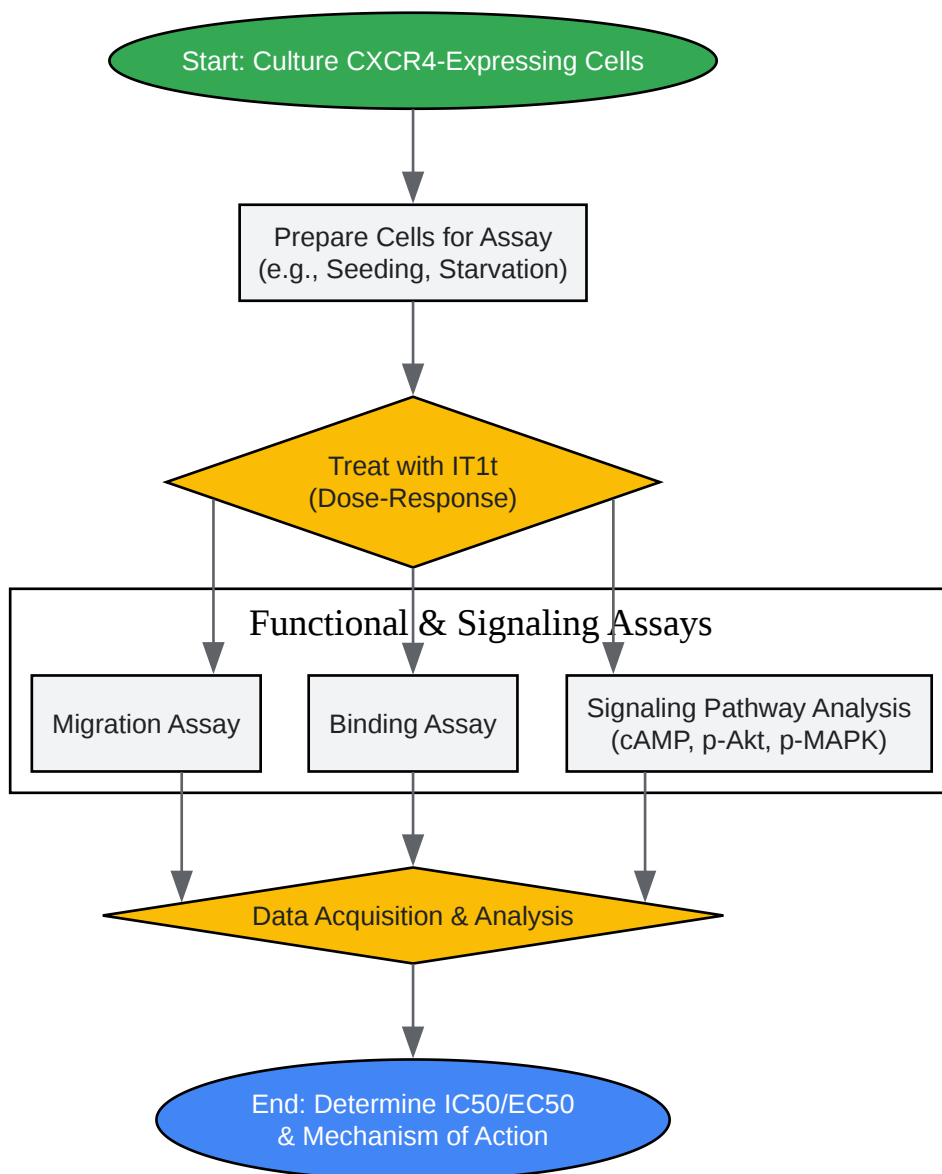 Start: Culture CXCR4-Expressing Cells
Prepare Cells for Assay
(e.g., Seeding, Starvation)
Treat with IT1t
(Dose-Response)
Functional & Signaling Assays
Migration Assay
Binding Assay
Signaling Pathway Analysis
(cAMP, p-Akt, p-MAPK)
Data Acquisition & Analysis
End: Determine IC50/EC50
& Mechanism of Action